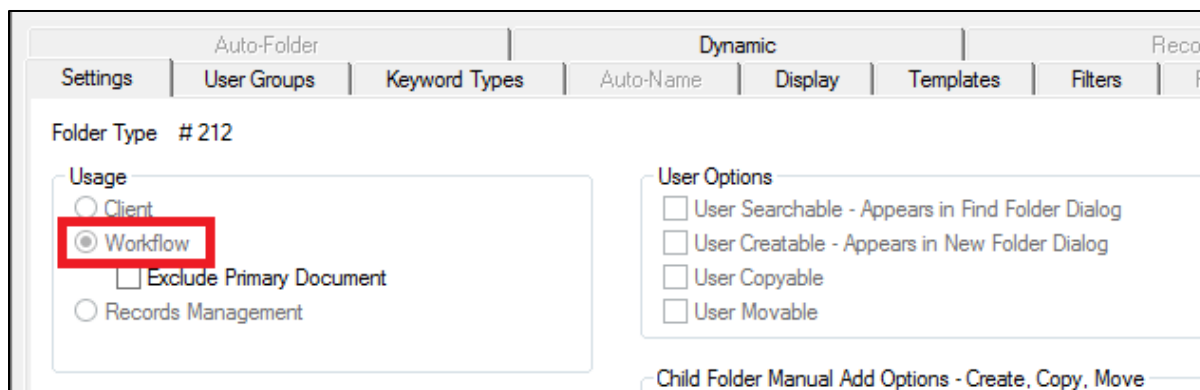 Auto-Folder Dynamic Reco
Settings User Groups Keyword Types Auto-Name Display Templates Filters
Folder Type # 212
Usage
Client
Workflow
Exclude Primary Document
Records Management
User Options
User Searchable - Appears in Find Folder Dialog
User Creatable - Appears in New Folder Dialog
User Copyable
User Movable
Child Folder Manual Add Options - Create, Copy, Move